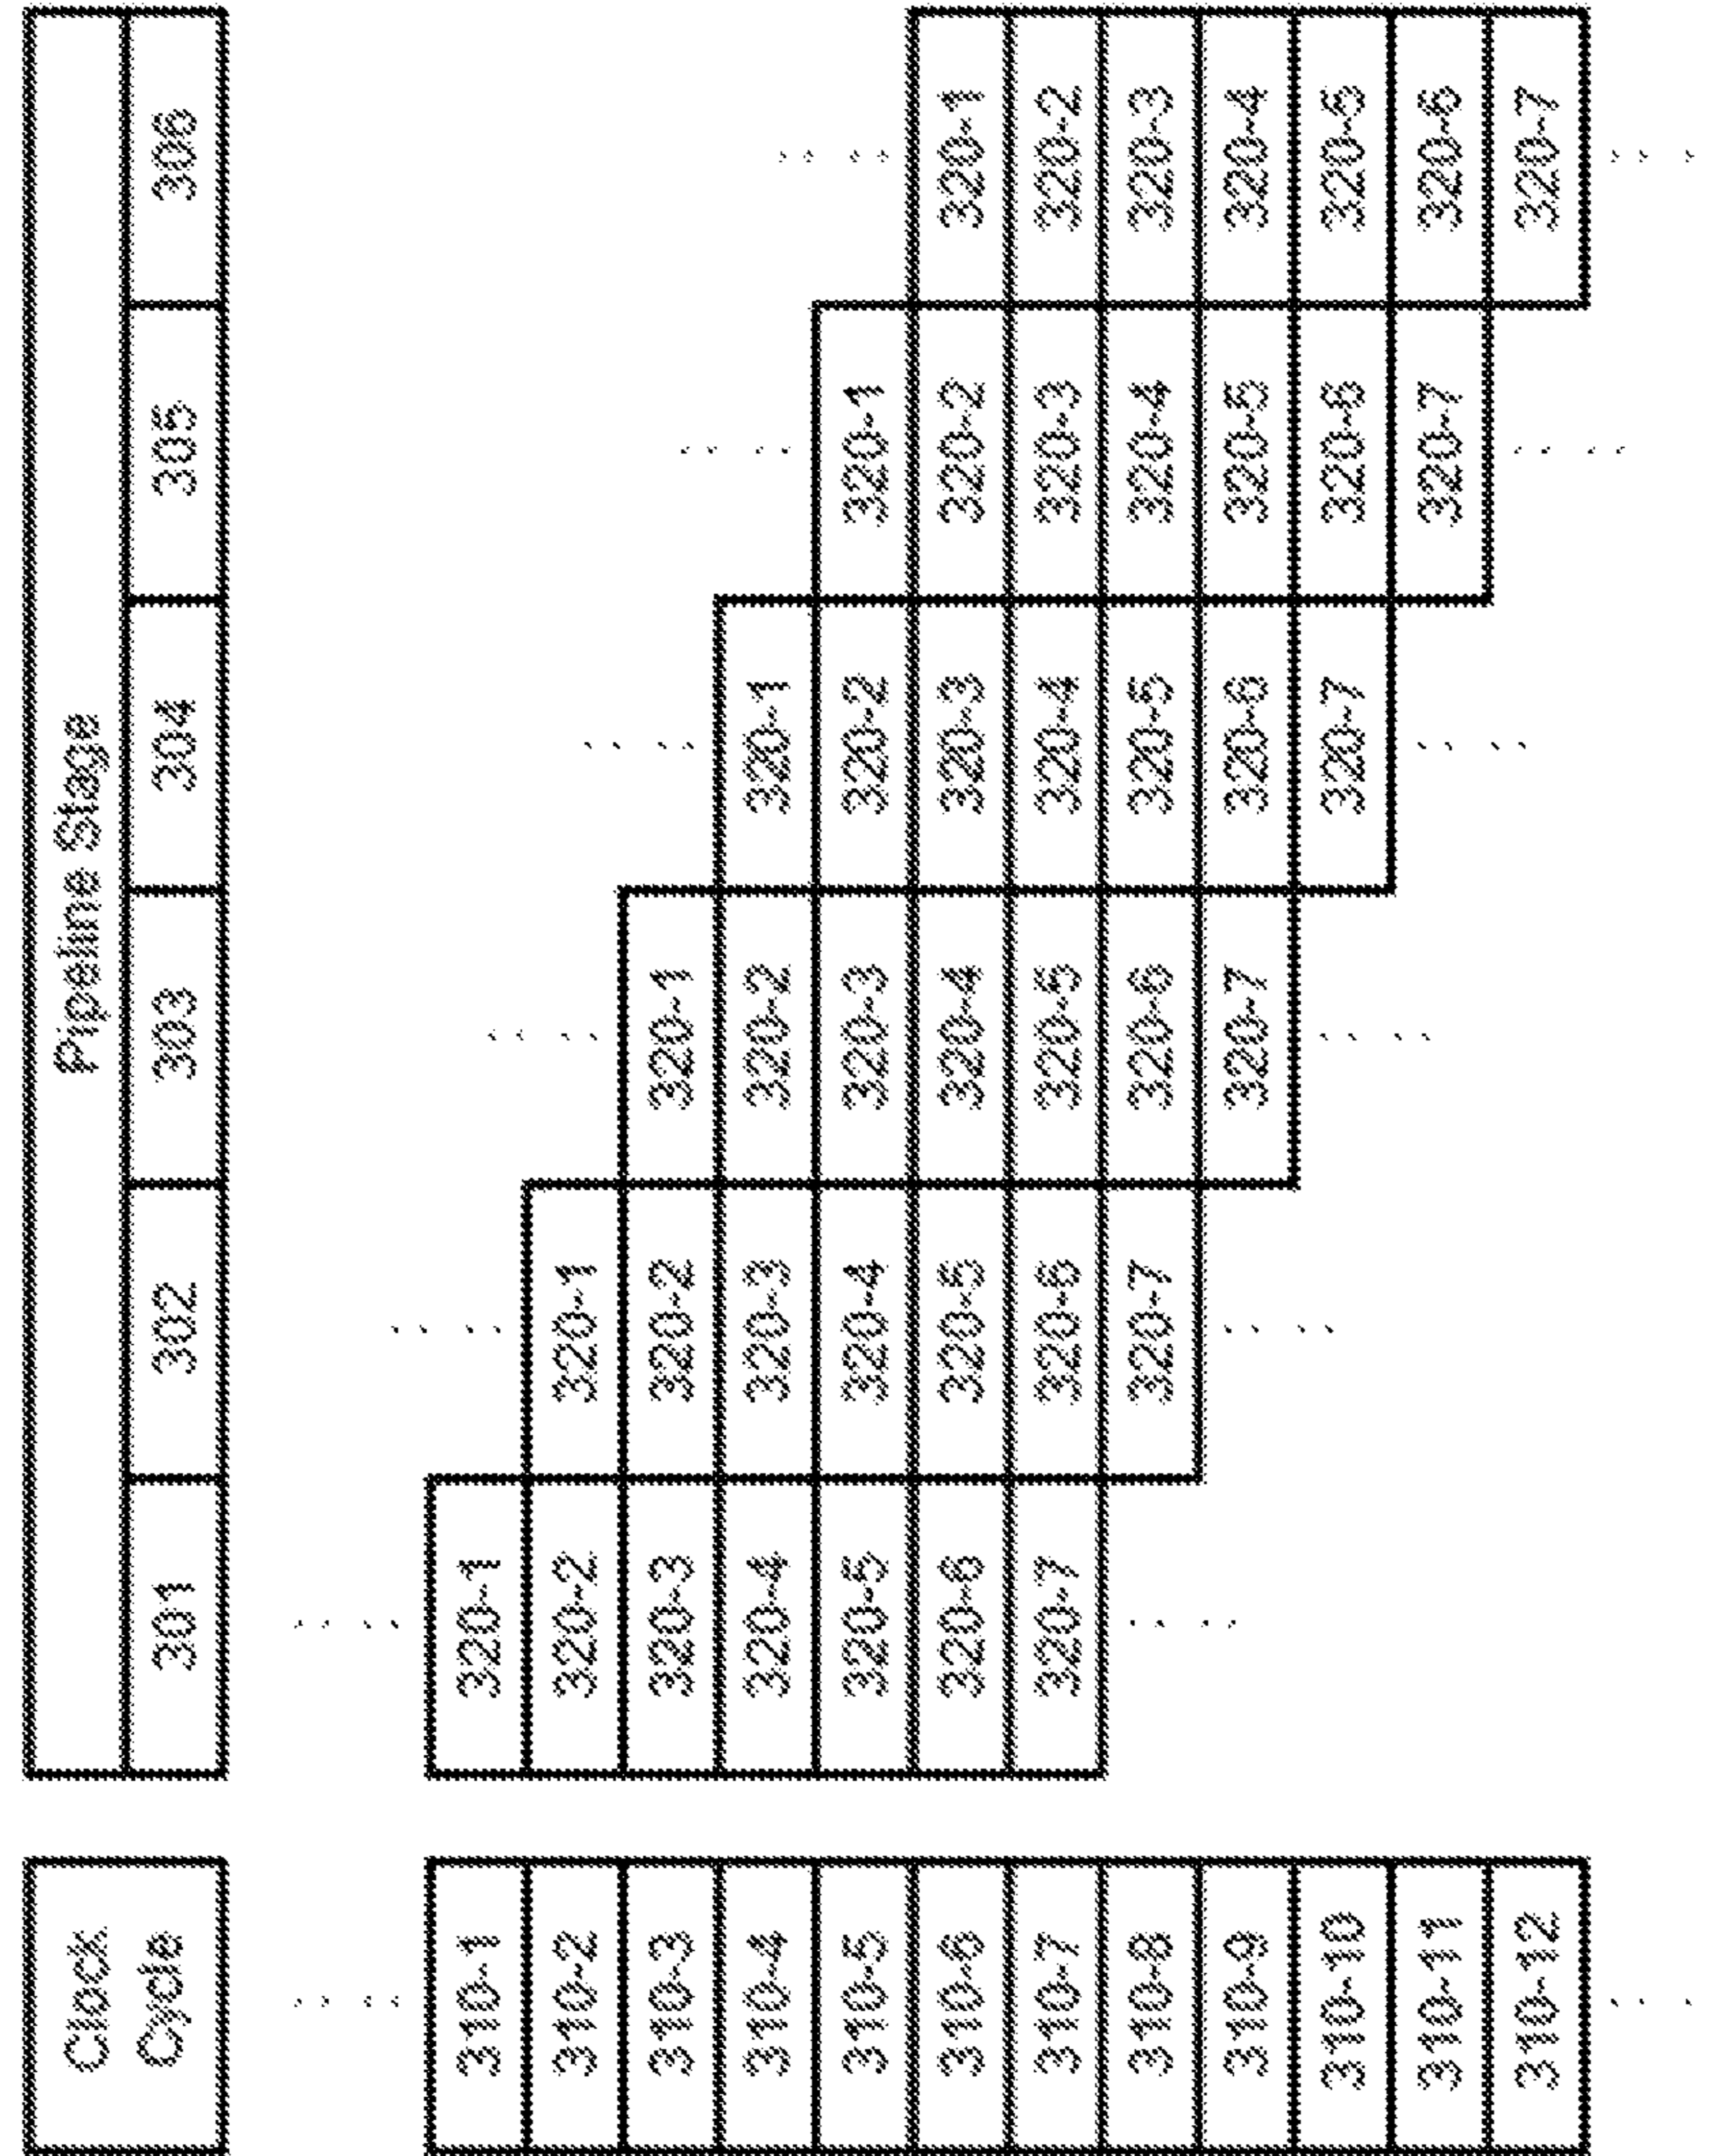 Clock Cycle Pipeline Stage
301 302 303 304 305 306
310-1 320-1
310-2 320-2 320-1
310-3 320-3 320-2 320-1
310-4 320-4 320-3 320-2 320-1
310-5 320-5 320-4 320-3 320-2 320-1
310-6 320-6 320-5 320-4 320-3 320-2 320-1
310-7 320-7 320-6 320-5 320-4 320-3 320-2
310-8 320-7 320-6 320-5 320-4 320-3
310-9 320-7 320-6 320-5 320-4
310-10 320-7 320-6 320-5
310-11 320-7 320-6
310-12 320-7